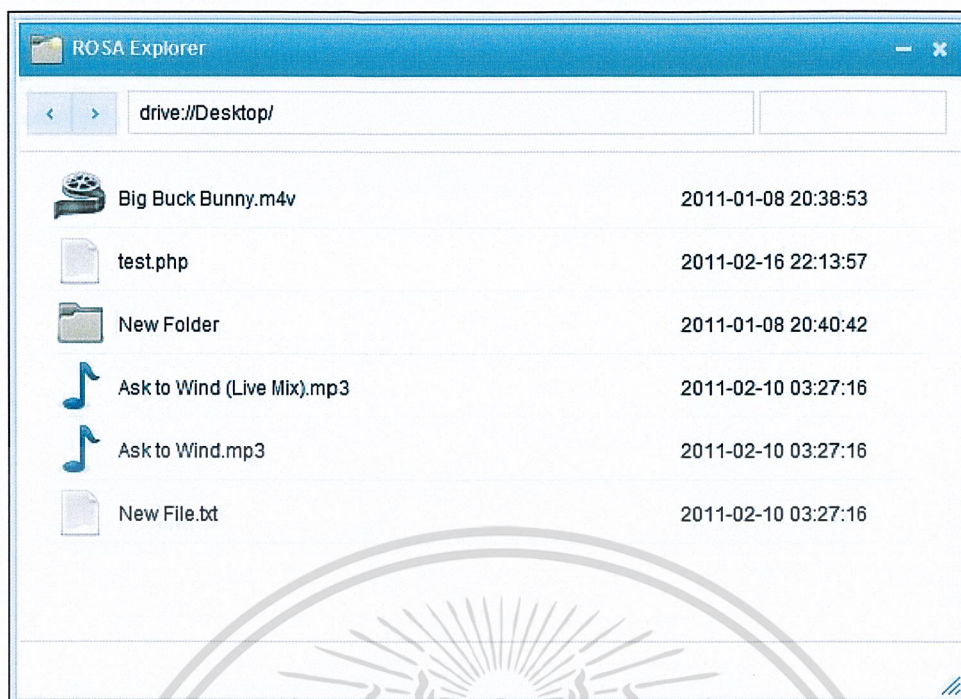 ROSA Explorer
drive://Desktop/
Big Buck Bunny.m4v 2011-01-08 20:38:53
test.php 2011-02-16 22:13:57
New Folder 2011-01-08 20:40:42
Ask to Wind (Live Mix).mp3 2011-02-10 03:27:16
Ask to Wind.mp3 2011-02-10 03:27:16
New File.txt 2011-02-10 03:27:16